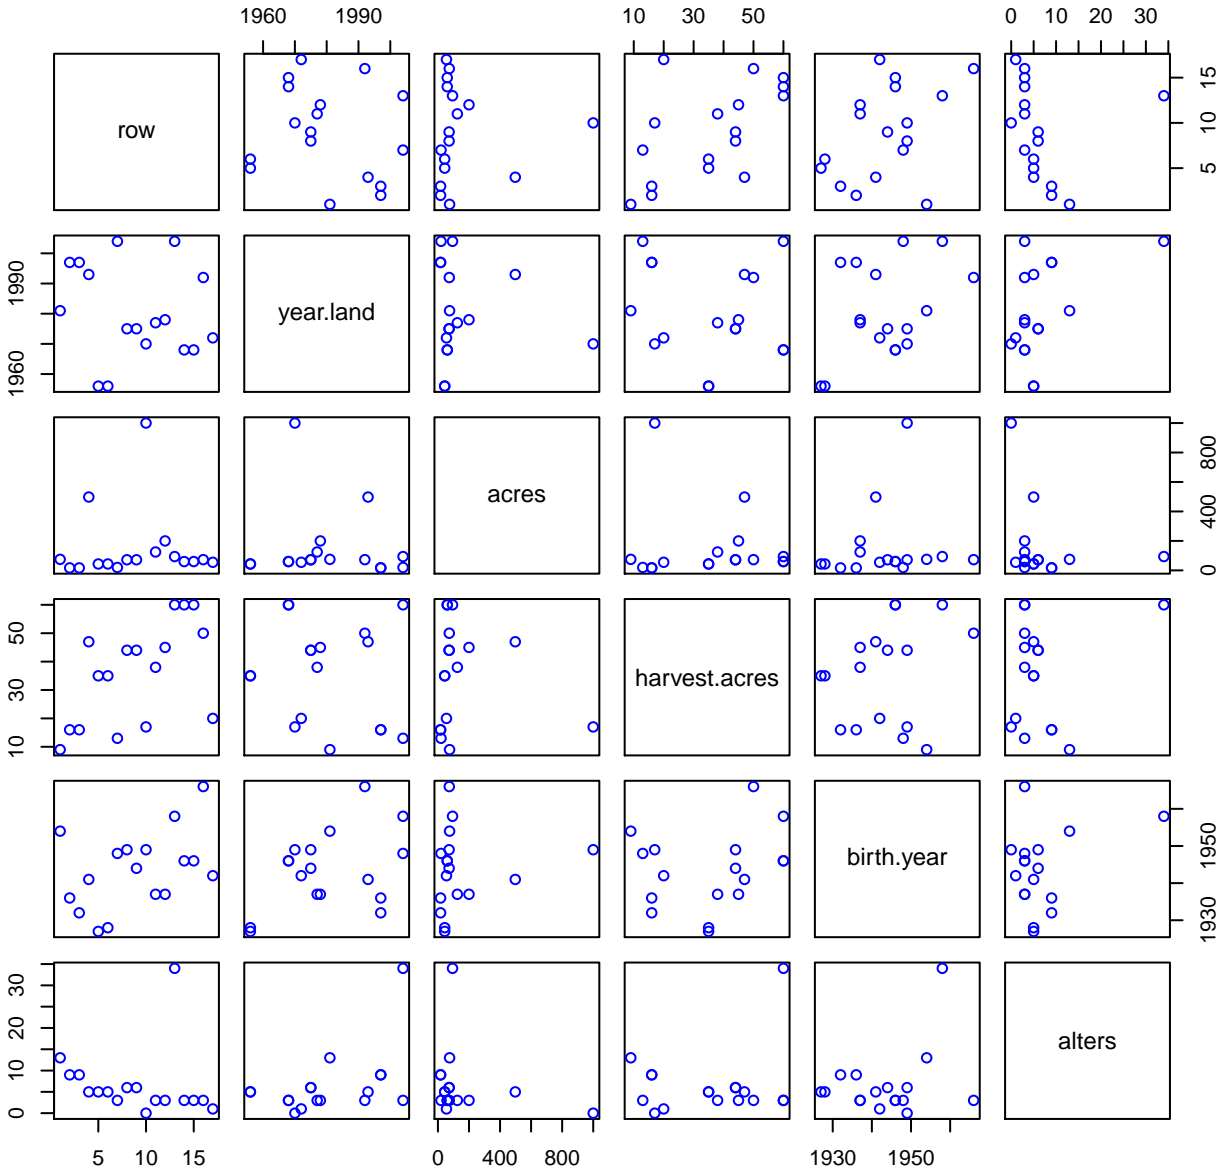 1960 1990 10 30 50 0 10 20 30
row 5 10 15
1960 1990 year.land
acres 0 400 800
10 30 50 harvest.acres
birth.year 1930 1950
0 10 20 30 alters
5 10 15 0 400 800 1930 1950